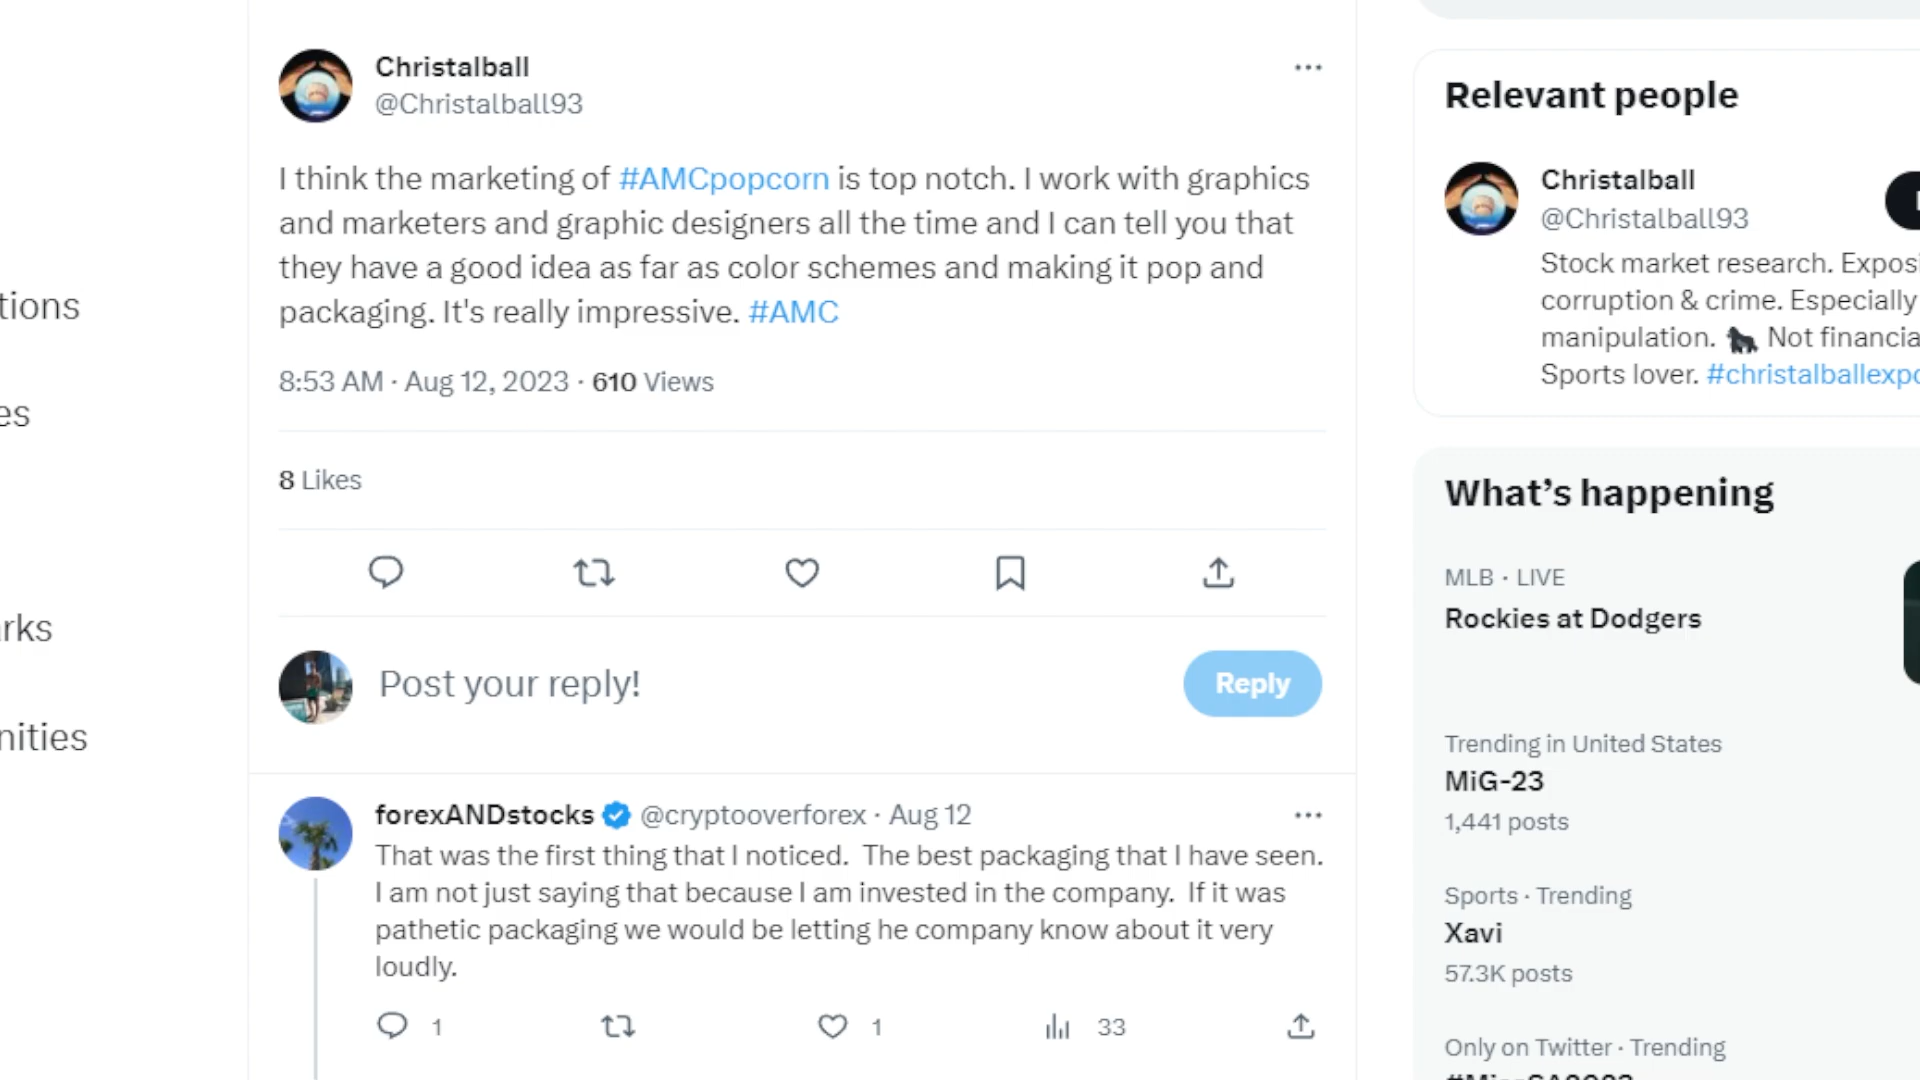 Christalball
@Christalball93
I think the marketing of #AMCpopcorn is top notch. I work with graphics
and marketers and graphic designers all the time and I can tell you that
they have a good idea as far as color schemes and making it pop and
packaging. It's really impressive. #AMC
8:53 AM · Aug 12, 2023 · 610 Views
8 Likes
Post your reply!
Reply
forexANDstocks @cryptooverforex · Aug 12
That was the first thing that I noticed.  The best packaging that I have seen.
I am not just saying that because I am invested in the company.  If it was
pathetic packaging we would be letting he company know about it very
loudly.
1
1
33
tions
es
rks
nities
Relevant people
Christalball
@Christalball93
Stock market research. Exposi
corruption & crime. Especially
manipulation. 🦍 Not financia
Sports lover. #christalballexpo
What’s happening
MLB · LIVE
Rockies at Dodgers
Trending in United States
MiG-23
1,441 posts
Sports · Trending
Xavi
57.3K posts
Only on Twitter · Trending